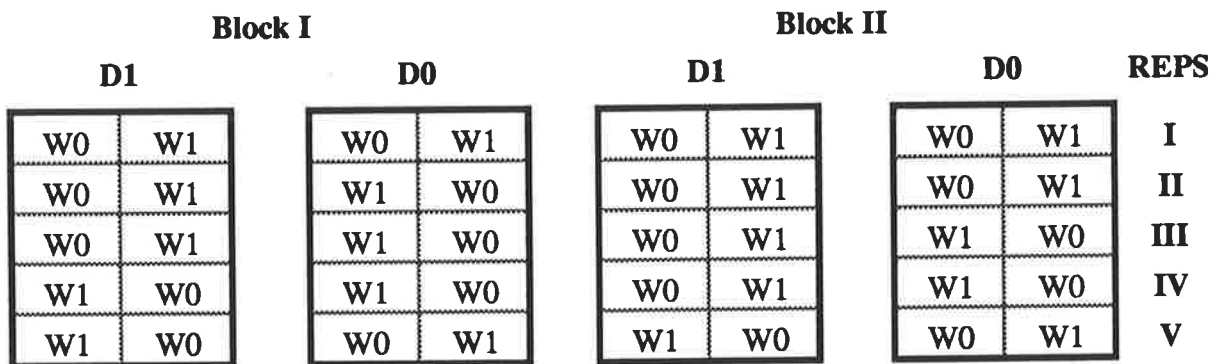 Block I Block II
D1 D0 D1 D0 REPS
W0 W1 W0 W1 W0 W1 W0 W1 I
W0 W1 W1 W0 W0 W1 W0 W1 II
W0 W1 W1 W0 W0 W1 W1 W0 III
W1 W0 W1 W0 W0 W1 W1 W0 IV
W1 W0 W0 W1 W1 W0 W0 W1 V